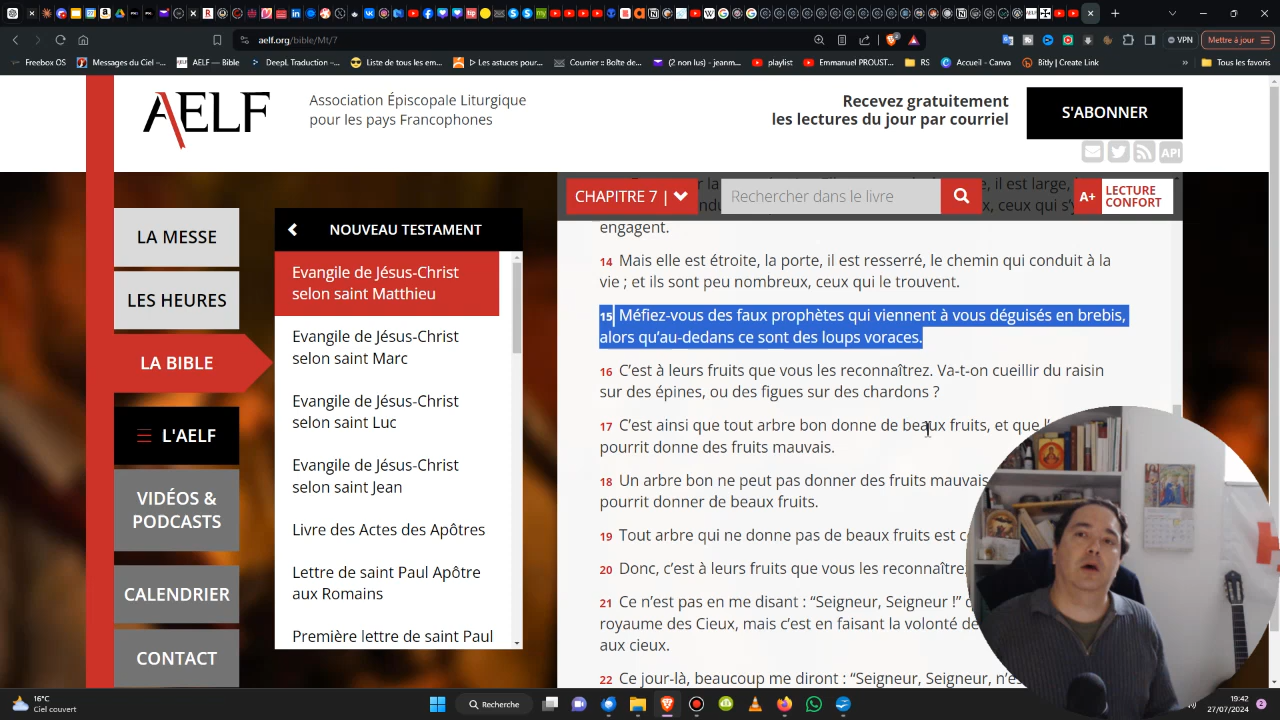 aelf.org/bible/Mt/7
VPN
Mettre à jour
Freebox OS
Messages du Ciel –...
AELF — Bible
DeepL Traduction –...
Liste de tous les em...
▷ Les astuces pour...
Courrier : Boîte de...
(2 non lus) - jeanm...
playlist
Emmanuel PROUST...
RS
Accueil - Canva
Bitly | Create Link
Tous les favoris
AELF
Association Épiscopale Liturgique
pour les pays Francophones
Recevez gratuitement
les lectures du jour par courriel
S'ABONNER
API
LA MESSE
LES HEURES
LA BIBLE
L'AELF
VIDÉOS &
PODCASTS
CALENDRIER
CONTACT
NOUVEAU TESTAMENT
Evangile de Jésus-Christ
selon saint Matthieu
Evangile de Jésus-Christ
selon saint Marc
Evangile de Jésus-Christ
selon saint Luc
Evangile de Jésus-Christ
selon saint Jean
Livre des Actes des Apôtres
Lettre de saint Paul Apôtre
aux Romains
Première lettre de saint Paul
CHAPITRE 7 |
Rechercher dans le livre
A+
LECTURE
CONFORT
engagent.
14 Mais elle est étroite, la porte, il est resserré, le chemin qui conduit à la
vie ; et ils sont peu nombreux, ceux qui le trouvent.
15 Méfiez-vous des faux prophètes qui viennent à vous déguisés en brebis,
alors qu’au-dedans ce sont des loups voraces.
16 C’est à leurs fruits que vous les reconnaîtrez. Va-t-on cueillir du raisin
sur des épines, ou des figues sur des chardons ?
17 C’est ainsi que tout arbre bon donne de beaux fruits, et que
pourrit donne des fruits mauvais.
18 Un arbre bon ne peut pas donner des fruits mauvais
pourrit donner de beaux fruits.
19 Tout arbre qui ne donne pas de beaux fruits est
20 Donc, c’est à leurs fruits que vous les reconnaîtrez
21 Ce n’est pas en me disant : “Seigneur, Seigneur !”
royaume des Cieux, mais c’est en faisant la volonté de
aux cieux.
22 Ce jour-là, beaucoup me diront : “Seigneur, Seigneur,
16°C
Ciel couvert
Recherche
19:42
27/07/2024